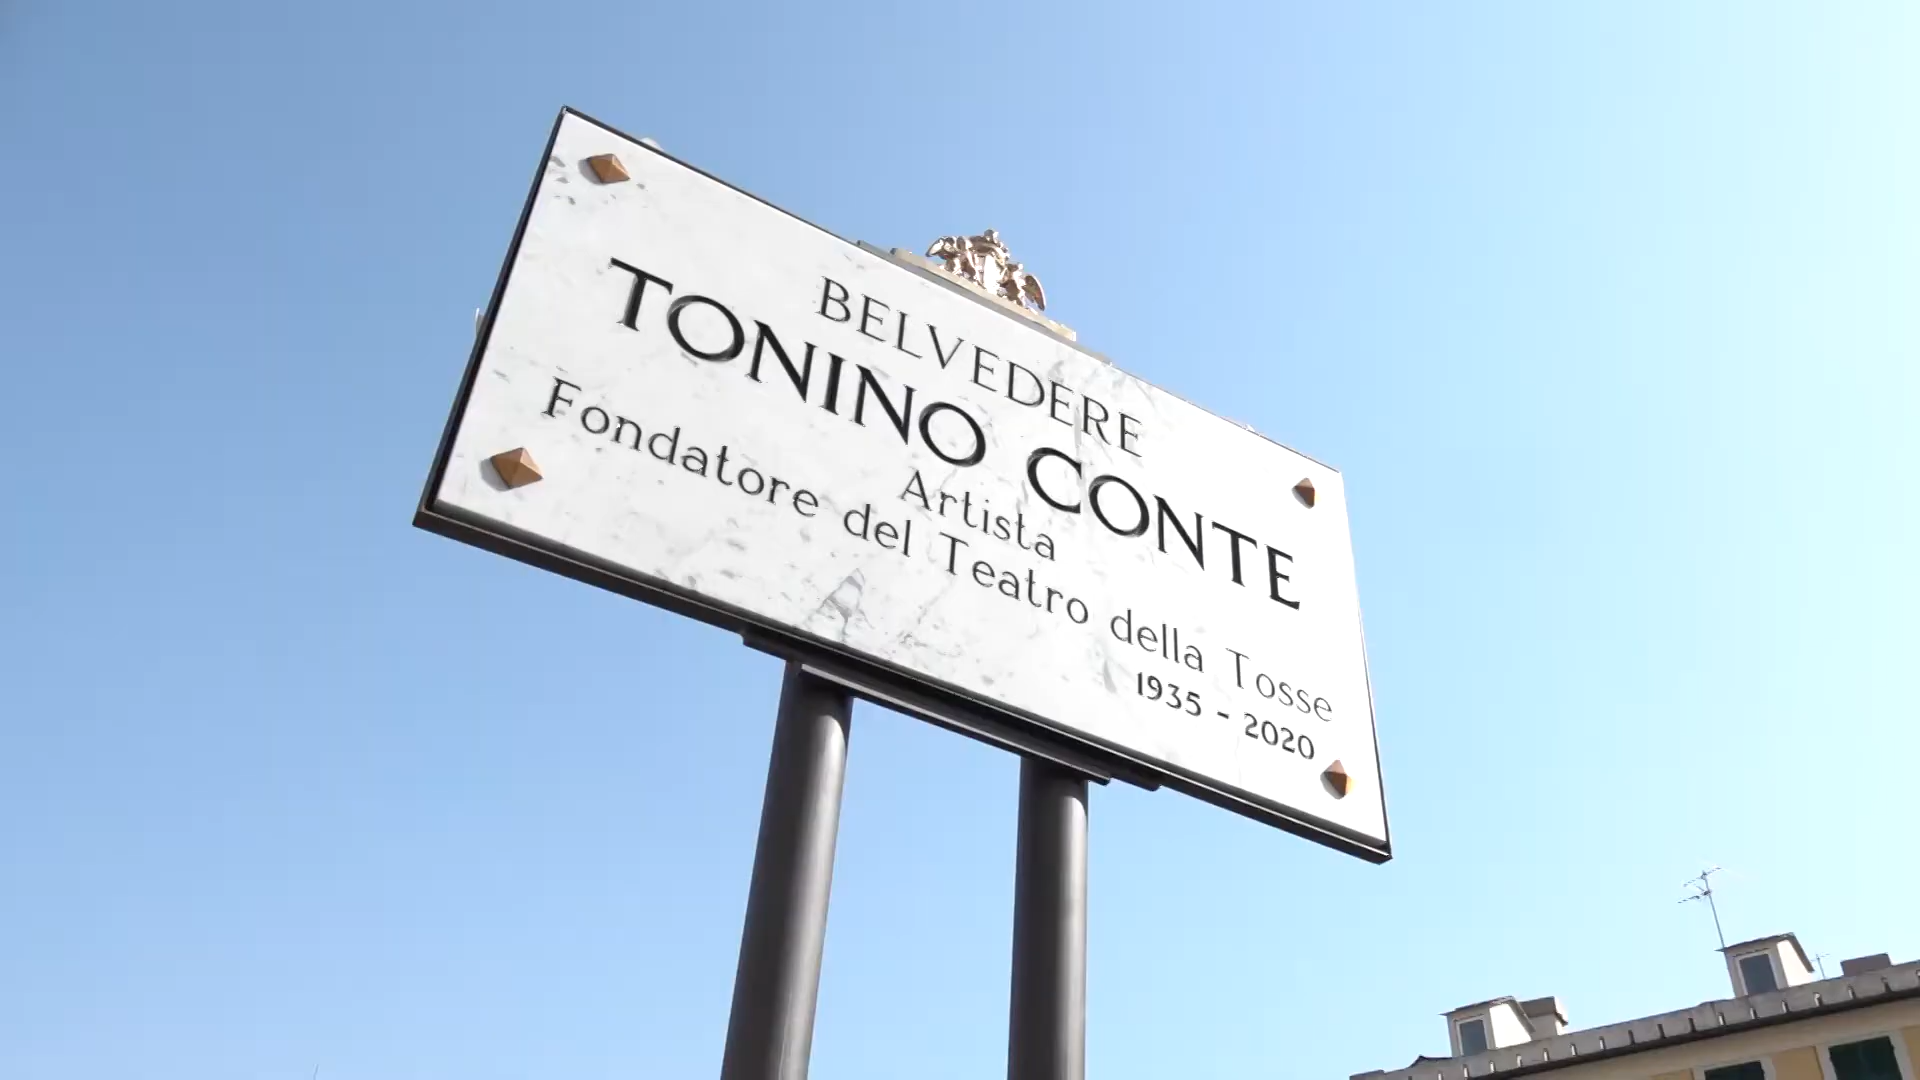 BELVEDERE
TONINO CONTE
Artista
Fondatore del Teatro della Tosse
1935 - 2020